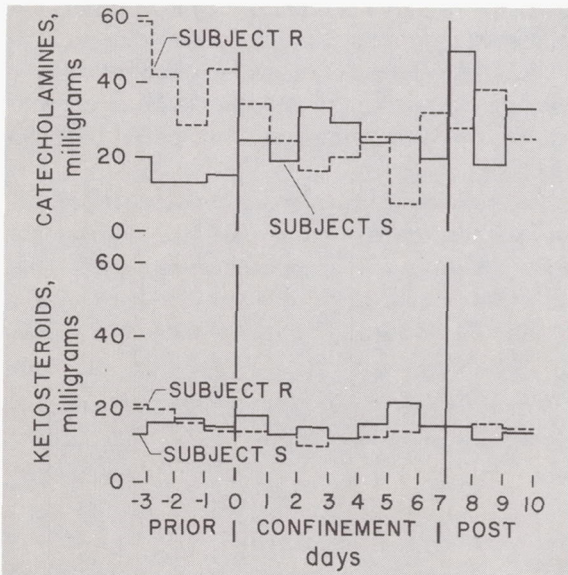 CATECHOLAMINES,
milligrams
60
40
20
0
SUBJECT R
SUBJECT S
KETOSTEROIDS,
milligrams
60
40
20
0
SUBJECT R
SUBJECT S
-3 -2 -1 0 1 2 3 4 5 6 7 8 9 10
PRIOR | CONFINEMENT | POST
days